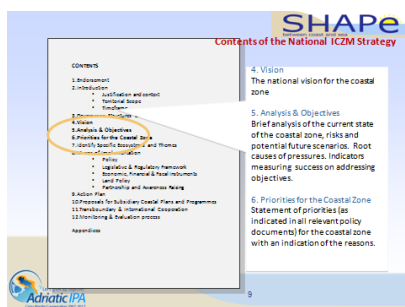 SHAPe
between coast and sea
Contents of the National ICZM Strategy
CONTENTS
1.Endorsement
2.Introduction
• Justification and context
• Territorial Scope
• Timeframe
4.Vision
5.Analysis & Objectives
6.Priorities for the Coastal Zone
7.Identify Specific Ecosystems and Themes
• Policy
• Legislative & Regulatory Framework
• Economic, Financial & Fiscal Instruments
• Land Policy
• Partnership and Awareness Raising
9.Action Plan
10.Proposals for Subsidiary Coastal Plans and Programmes
11.Transboundary & International Cooperation
12.Monitoring & Evaluation process
Appendices
4. Vision
The national vision for the coastal
zone
5. Analysis & Objectives
Brief analysis of the current state
of the coastal zone, risks and
potential future scenarios. Root
causes of pressures. Indicators
measuring success on addressing
objectives.
6. Priorities for the Coastal Zone
Statement of priorities (as
indicated in all relevant policy
documents) for the coastal zone
with an indication of the reasons.
Adriatic IPA
9